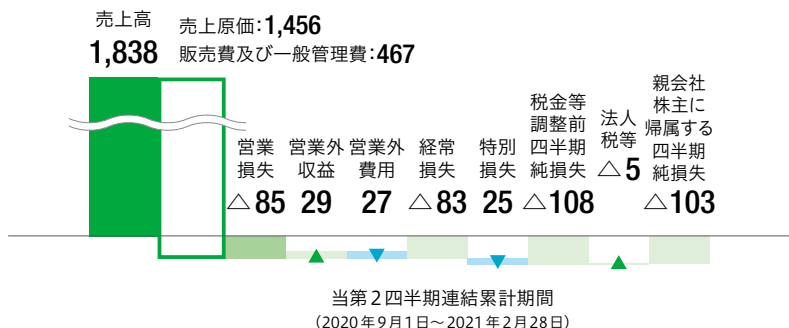 売上高
1,838
売上原価:1,456
販売費及び一般管理費:467
営業
損失
△85
営業外
収益
29
営業外
費用
27
経常
損失
△83
特別
損失
25
税金等
調整前
四半期
純損失
△108
法人
税等
△5
親会社
株主に
帰属する
四半期
純損失
△103
当第2四半期連結累計期間
(2020年9月1日~2021年2月28日)